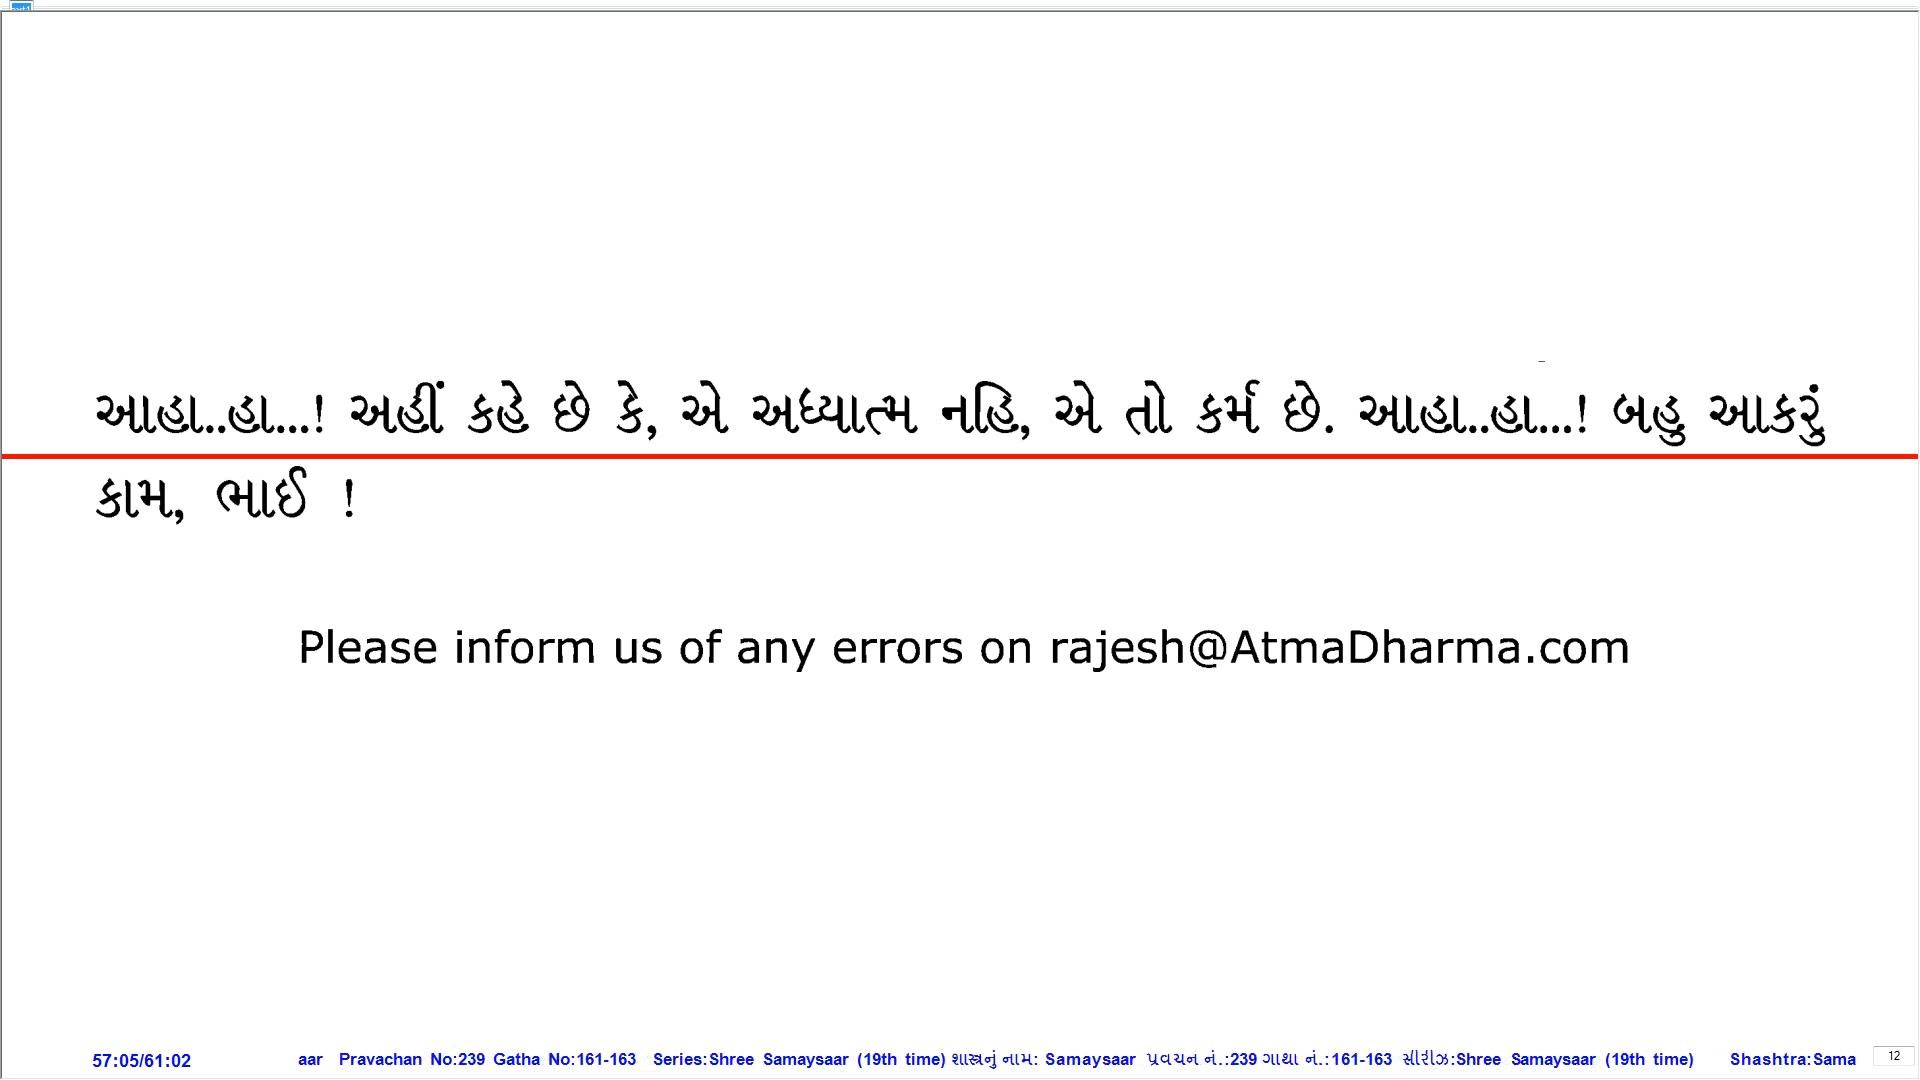 આહા..હા...! અહીં કહે છે કે, એ અધ્યાત્મ નહિ, એ તો કર્મ છે. આહા..હા...! બહુ આકરું
કામ, ભાઈ !
Please inform us of any errors on rajesh@AtmaDharma.com
57:05/61:02 aar Pravachan No:239 Gatha No:161-163 Series:Shree Samaysaar (19th time) શાસ્ત્રનું નામ: Samaysaar પ્રવચન નં.:239 ગાથા નં.:161-163 સીરીઝ:Shree Samaysaar (19th time) Shashtra:Sama 12